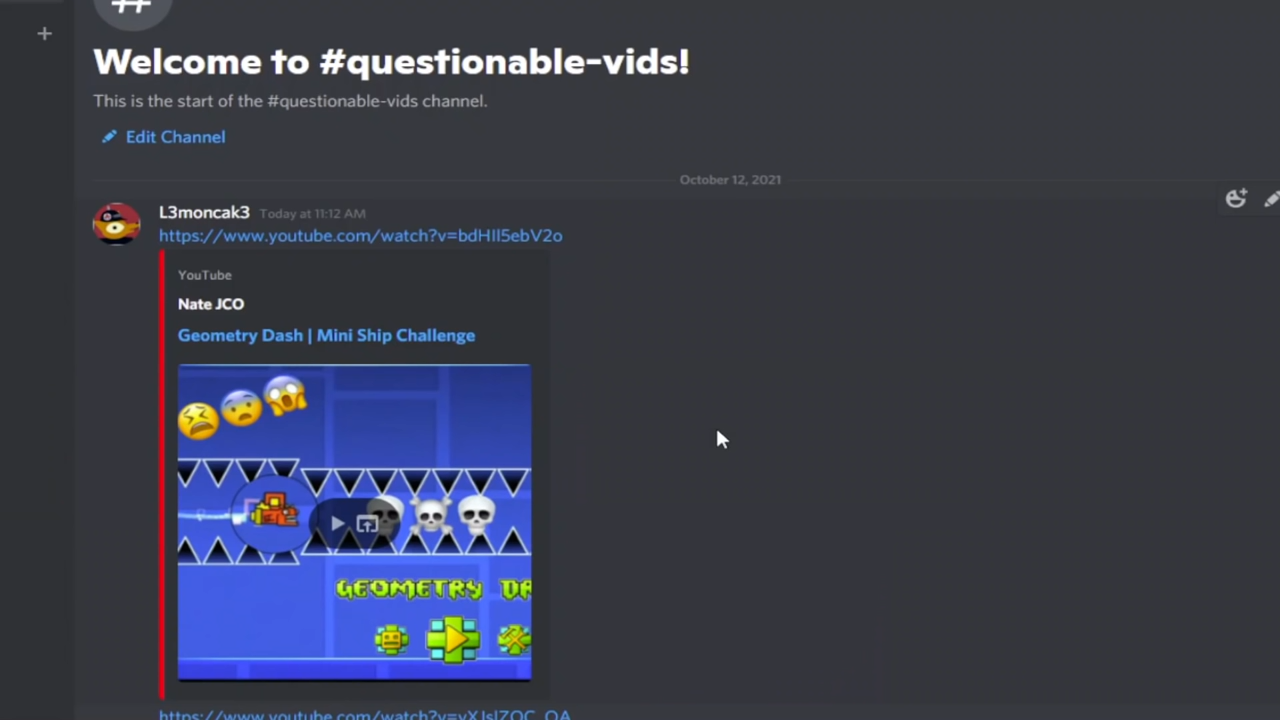 Welcome to #questionable-vids!
This is the start of the #questionable-vids channel.
Edit Channel
October 12, 2021
L3moncak3 Today at 11:12 AM
https://www.youtube.com/watch?v=bdHIl5ebV2o
YouTube
Nate JCO
Geometry Dash | Mini Ship Challenge
GEOMETRY